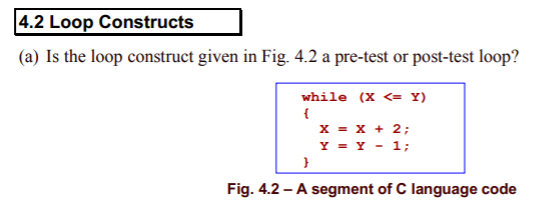 4.2 Loop Constructs
(a) Is the loop construct given in Fig. 4.2 a pre-test or post-test loop?
while (X <= Y)
{
X = X + 2;
Y = Y - 1;
}
Fig. 4.2 – A segment of C language code